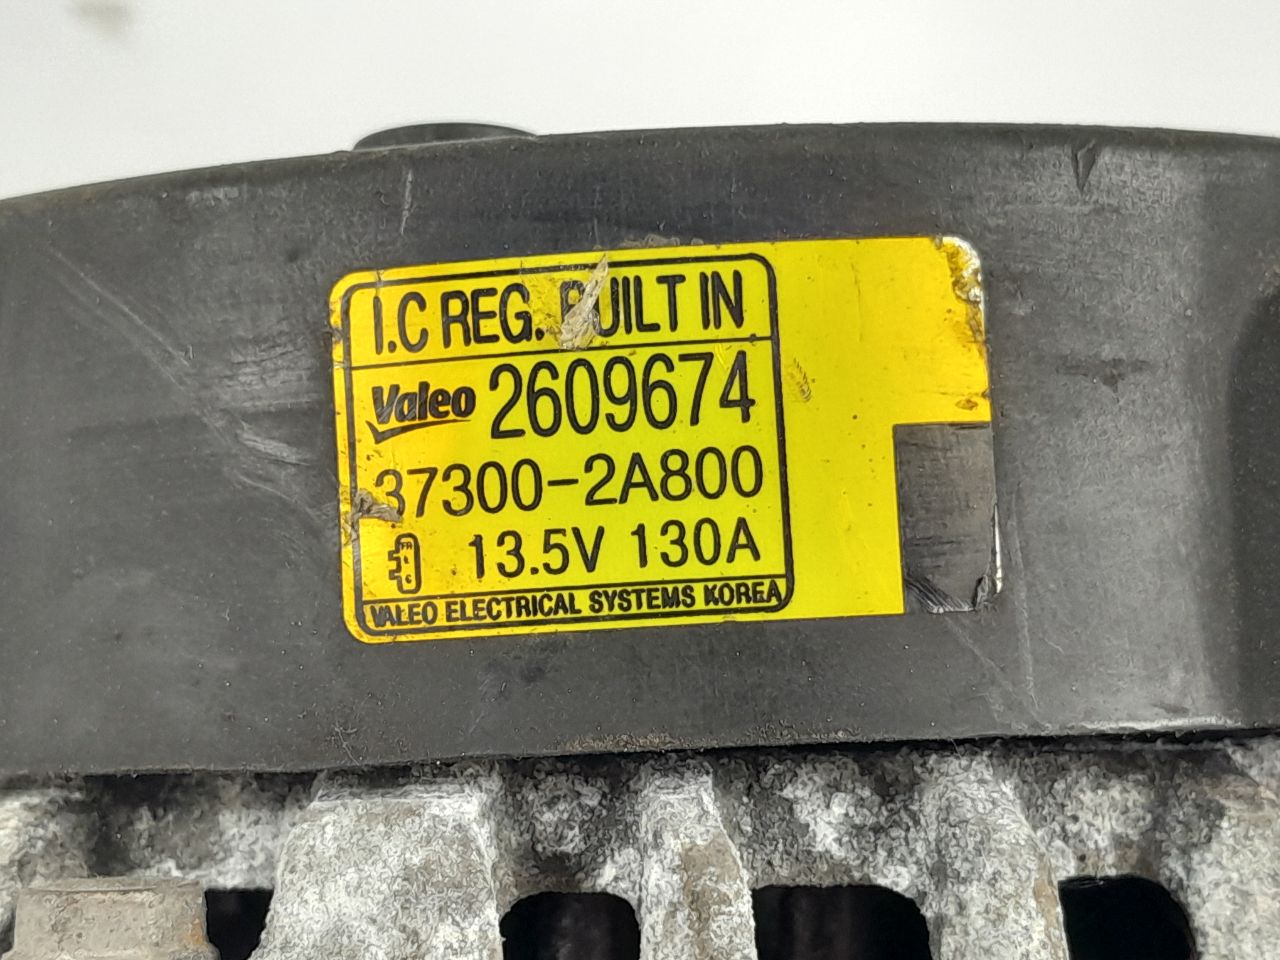 I.C REG. BUILT IN
Valeo 2609674
37300-2A800
13.5V 130A
VALEO ELECTRICAL SYSTEMS KOREA